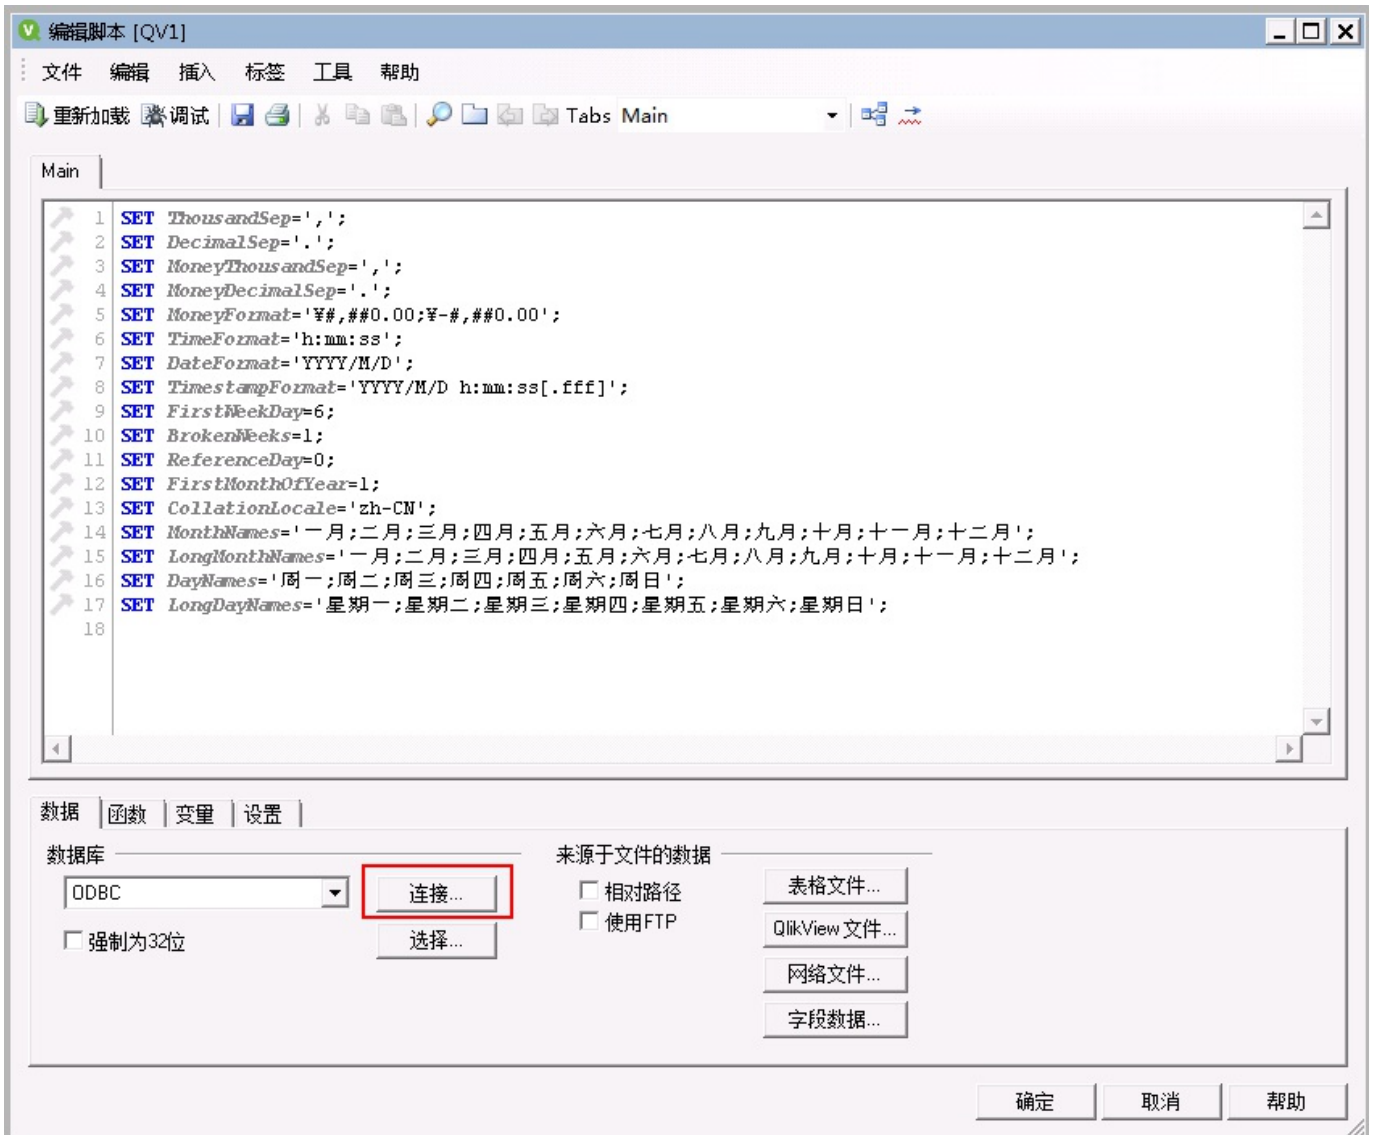 编辑脚本 [QV1]
文件 编辑 插入 标签 工具 帮助
重新加载 调试 Tabs Main
Main
1 SET ThousandSep=',';
2 SET DecimalSep='.';
3 SET MoneyThousandSep=',';
4 SET MoneyDecimalSep='.';
5 SET MoneyFormat='¥#,##0.00;¥-#,##0.00';
6 SET TimeFormat='h:mm:ss';
7 SET DateFormat='YYYY/M/D';
8 SET TimestampFormat='YYYY/M/D h:mm:ss[.fff]';
9 SET FirstWeekDay=6;
10 SET BrokenWeeks=1;
11 SET ReferenceDay=0;
12 SET FirstMonthOfYear=1;
13 SET CollationLocale='zh-CN';
14 SET MonthNames='一月;二月;三月;四月;五月;六月;七月;八月;九月;十月;十一月;十二月';
15 SET LongMonthNames='一月;二月;三月;四月;五月;六月;七月;八月;九月;十月;十一月;十二月';
16 SET DayNames='周一;周二;周三;周四;周五;周六;周日';
17 SET LongDayNames='星期一;星期二;星期三;星期四;星期五;星期六;星期日';
18
数据 函数 变量 设置
数据库
ODBC 连接...
强制为32位 选择...
来源于文件的数据
相对路径 表格文件...
使用FTP QlikView 文件...
网络文件...
字段数据...
确定 取消 帮助